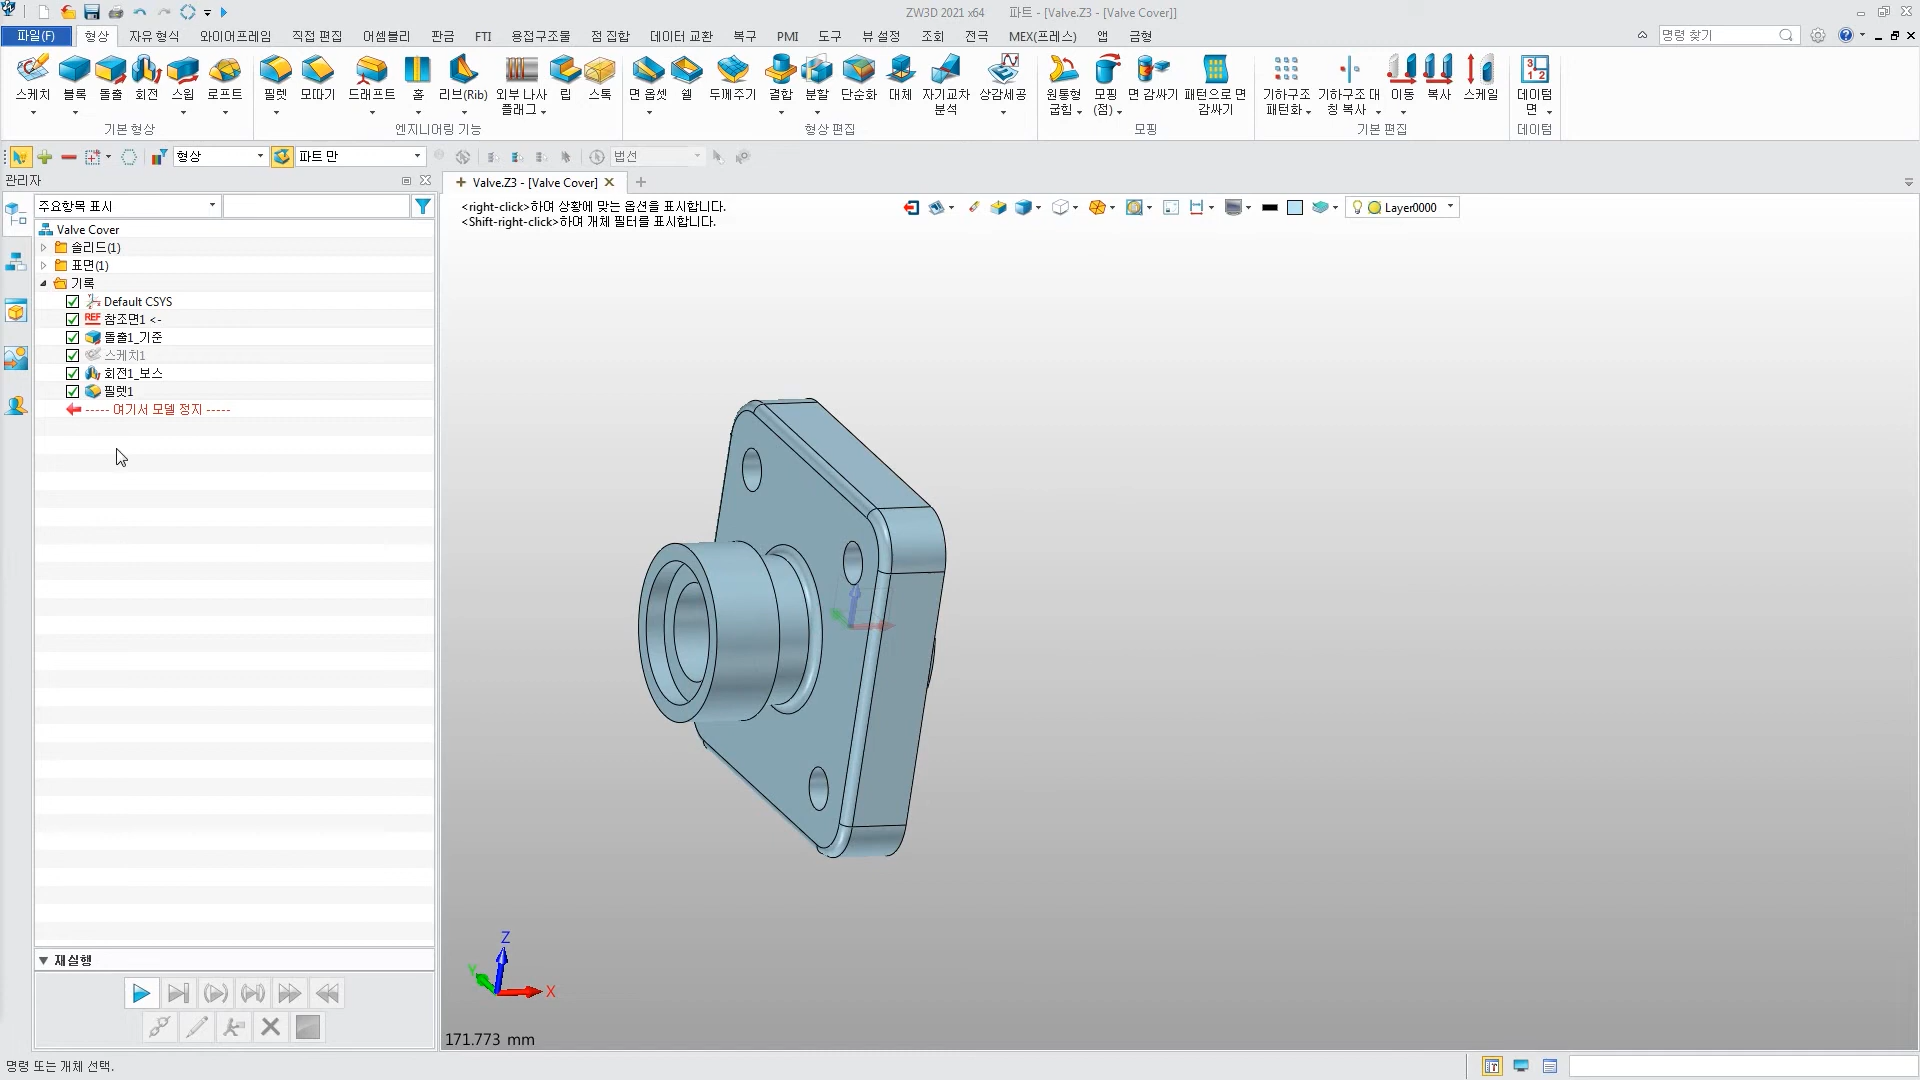 ZW3D 2021 x64 파트 - [Valve.Z3 - [Valve Cover]]
파일(F) 형상 자유 형식 와이어프레임 직접 편집 어셈블리 판금 FTI 용접구조물 점 집합 데이터 교환 복구 PMI 도구 뷰 설정 조회 전극 MEX(프레스) 앱 금형 명령 찾기
스케치 블록 돌출 회전 스윕 로프트 필렛 모따기 드래프트 홀 리브(Rib) 외부 나사 플래그 립 스톡 면 옵셋 쉘 두께주기 결합 분할 단순화 대체 자기교차 분석 상감세공 원통형 굽힘 모핑 (점) 면 감싸기 패턴으로 면 감싸기 기하구조 패턴화 기하구조 대칭 복사 이동 복사 스케일 데이텀 면
기본 형상 엔지니어링 기능 형상 편집 모핑 기본 편집 데이텀
형상 파트 만 법선
관리자
Valve.Z3 - [Valve Cover]
주요항목 표시
<right-click>하여 상황에 맞는 옵션을 표시합니다.
<Shift-right-click>하여 개체 필터를 표시합니다.
Layer0000
Valve Cover
솔리드(1)
표면(1)
기록
Default CSYS
REF 참조면1 <-
돌출1_기준
스케치1
회전1_보스
필렛1
----- 여기서 모델 정지 -----
재실행
Z
Y
X
171.773 mm
명령 또는 개체 선택.